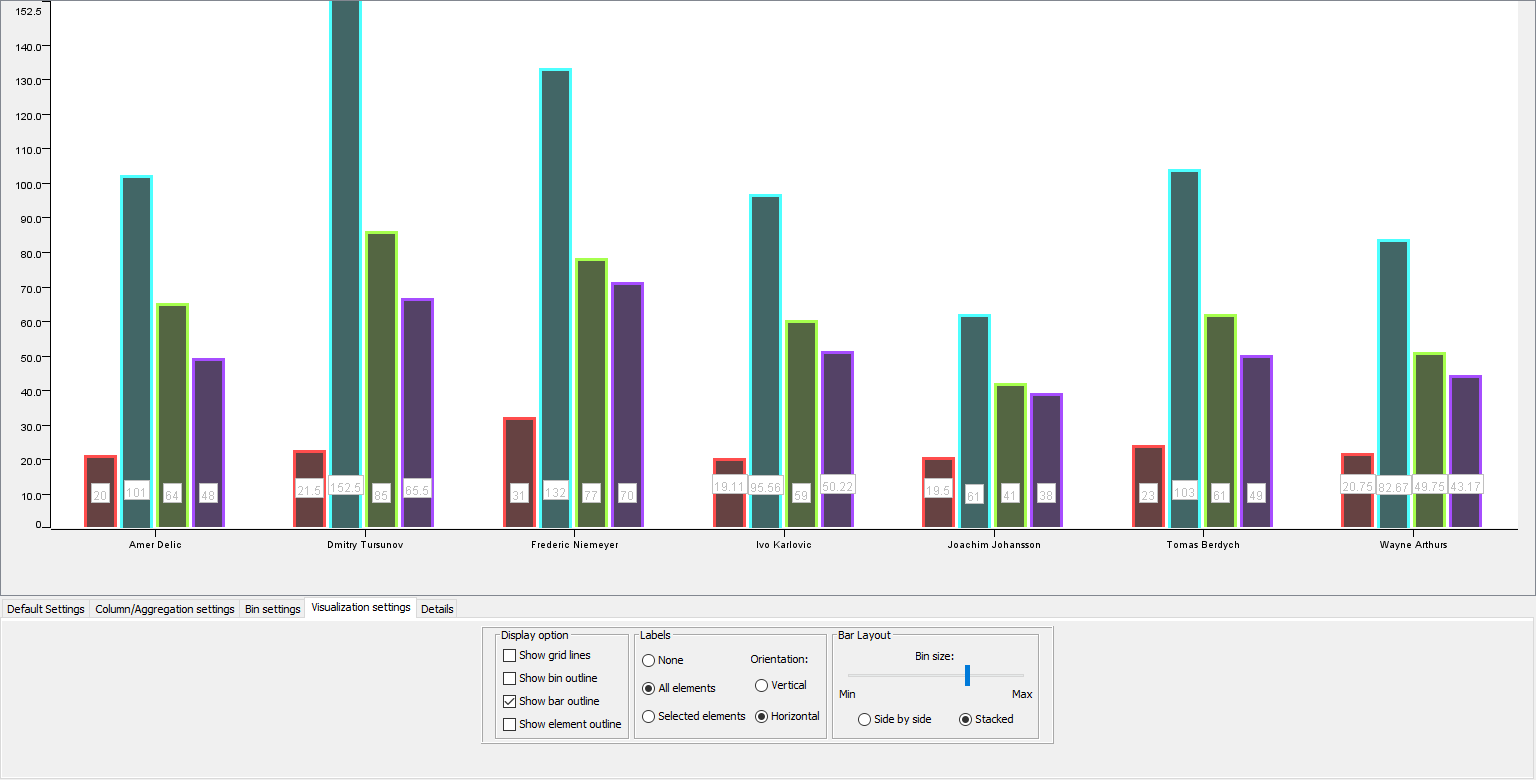 152.5
140.0
130.0
120.0
110.0
100.0
90.0
80.0
70.0
60.0
50.0
40.0
30.0
20.0
10.0
0
20 101 64 48 21.5 152.5 85 65.5 31 132 77 70 19.11 95.56 59 50.22 19.5 61 41 38 23 103 61 49 20.75 82.67 49.75 43.17
Amer Delic Dmitry Tursunov Frederic Niemeyer Ivo Karlovic Joachim Johansson Tomas Berdych Wayne Arthurs
Default Settings Column/Aggregation settings Bin settings Visualization settings Details
Display option
Show grid lines
Show bin outline
Show bar outline
Show element outline
Labels
None
All elements
Selected elements
Orientation:
Vertical
Horizontal
Bar Layout
Bin size:
Min Max
Side by side Stacked